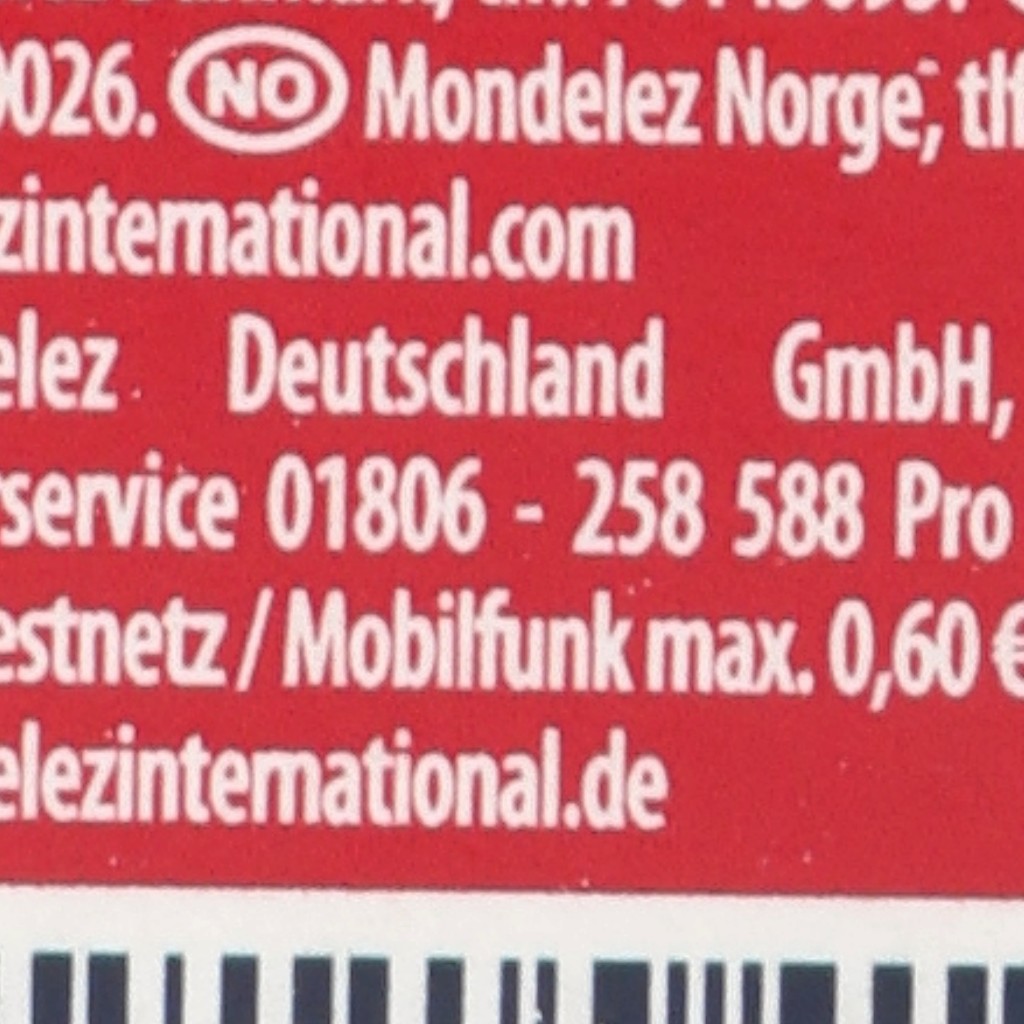 0026. NO Mondelez Norge, tlf
zinternational.com
elez Deutschland GmbH,
rservice 01806 - 258 588 Pro
estnetz / Mobilfunk max. 0,60 €
elezinternational.de